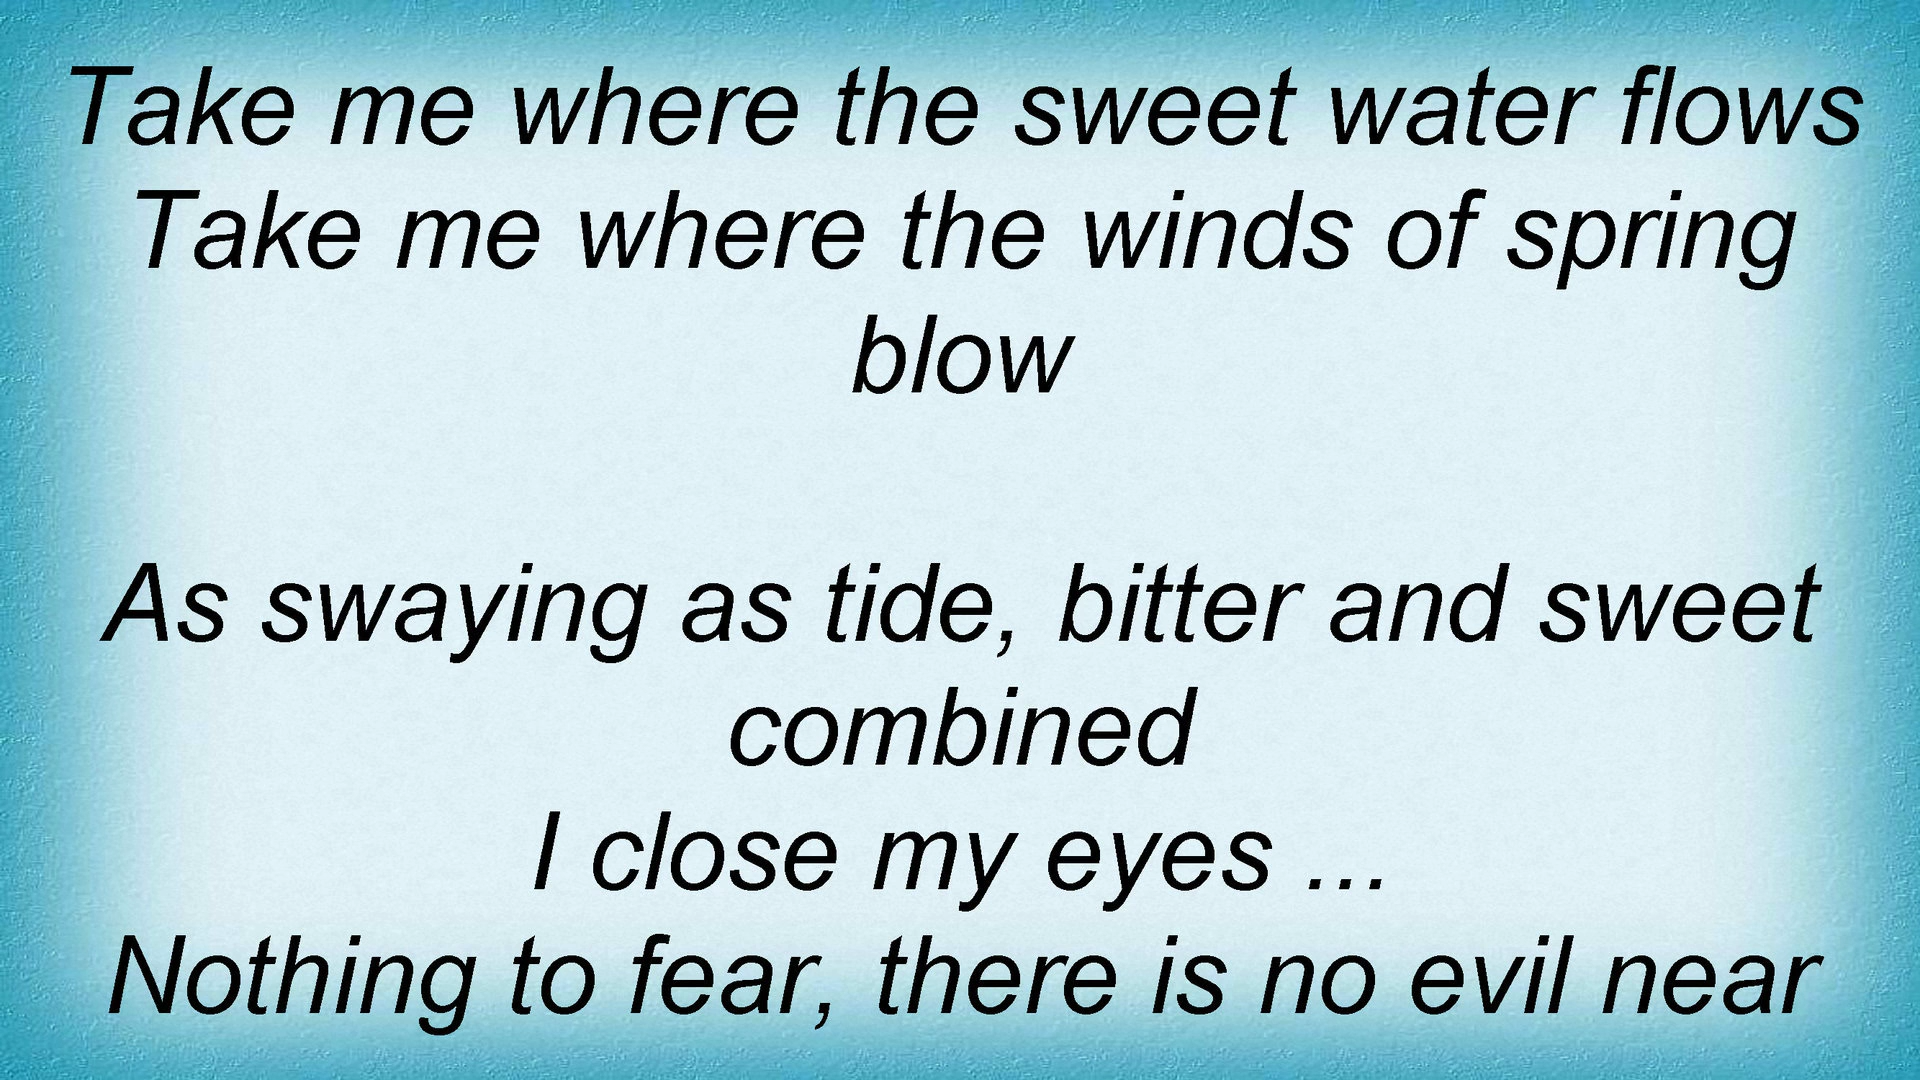 Take me where the sweet water flows
Take me where the winds of spring
blow
As swaying as tide, bitter and sweet
combined
I close my eyes ...
Nothing to fear, there is no evil near